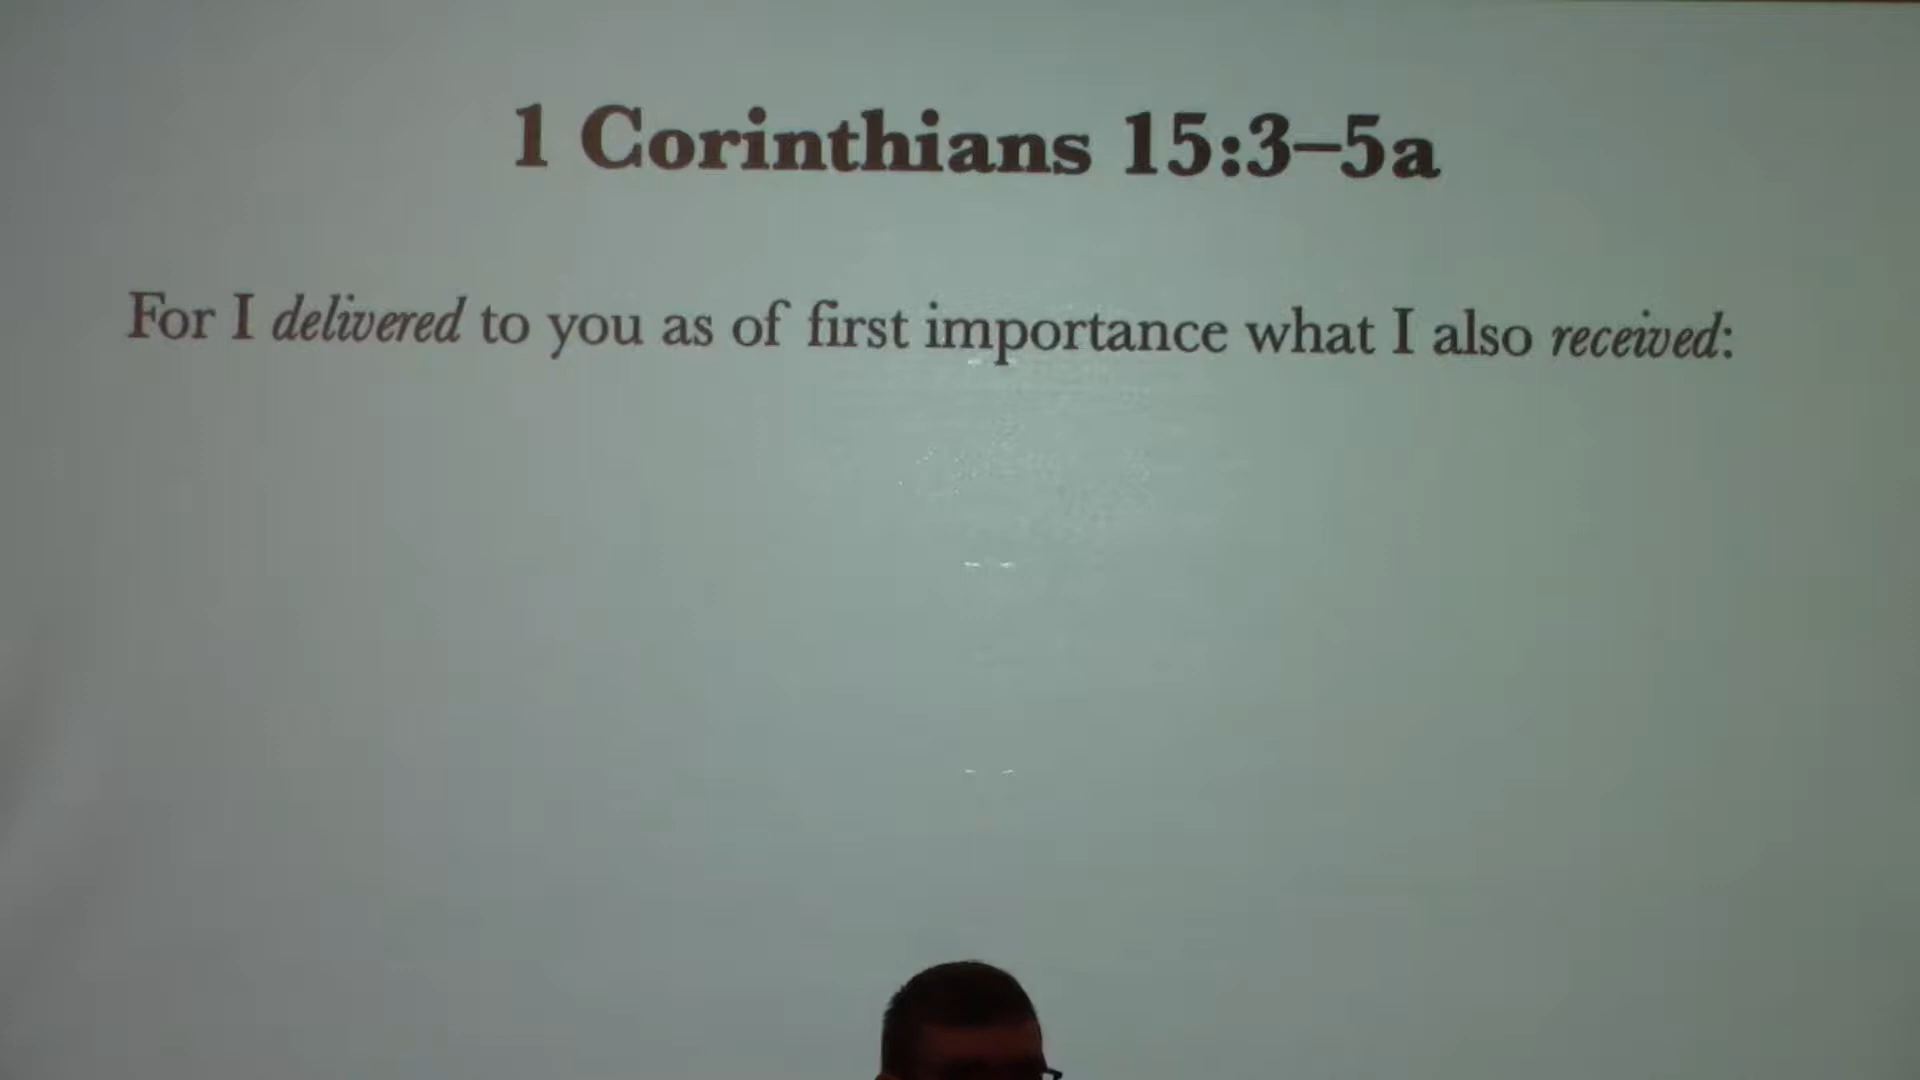 1 Corinthians 15:3–5a
For I delivered to you as of first importance what I also received: